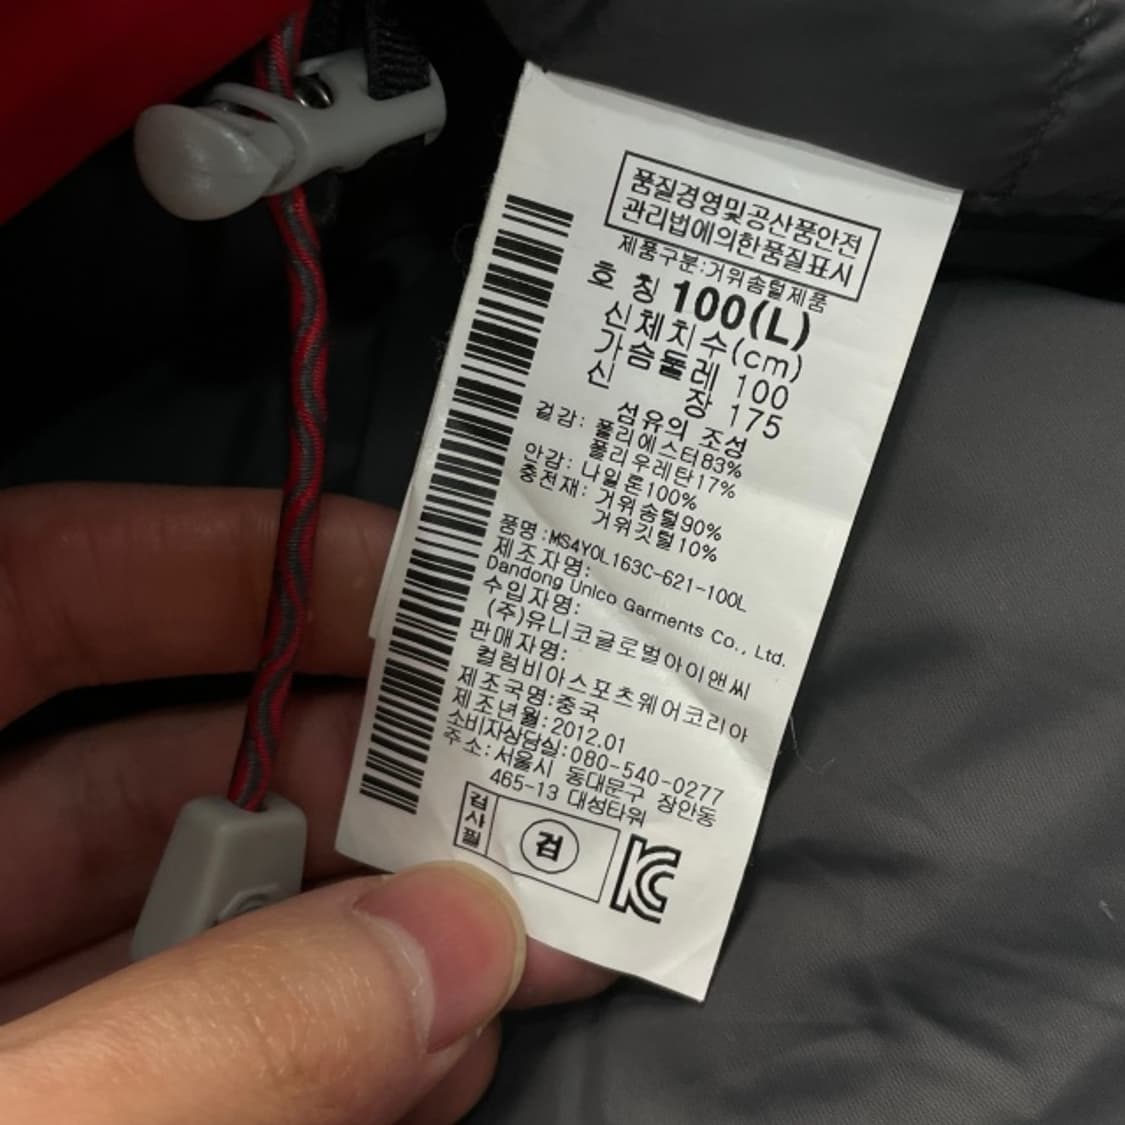 품질경영및공산품안전
관리법에의한품질표시
제품구분:거위솜털제품
호 칭 100(L)
신체치수(cm)
가슴둘레 100
신 장 175
섬유의 조성
겉감: 폴리에스터83%
폴리우레탄17%
안감: 나일론100%
충전재: 거위솜털90%
거위깃털10%
품명:MS4YOL163C-621-100L
제조자명:
Dandong Unico Garments Co., Ltd.
수입자명:
(주)유니코글로벌아이앤씨
판매자명:
컬럼비아스포츠웨어코리아
제조국명:중국
제조년월:2012.01
소비자상담실:080-540-0277
주소:서울시 동대문구 장안동
465-13 대성타워
검사필
검
KC